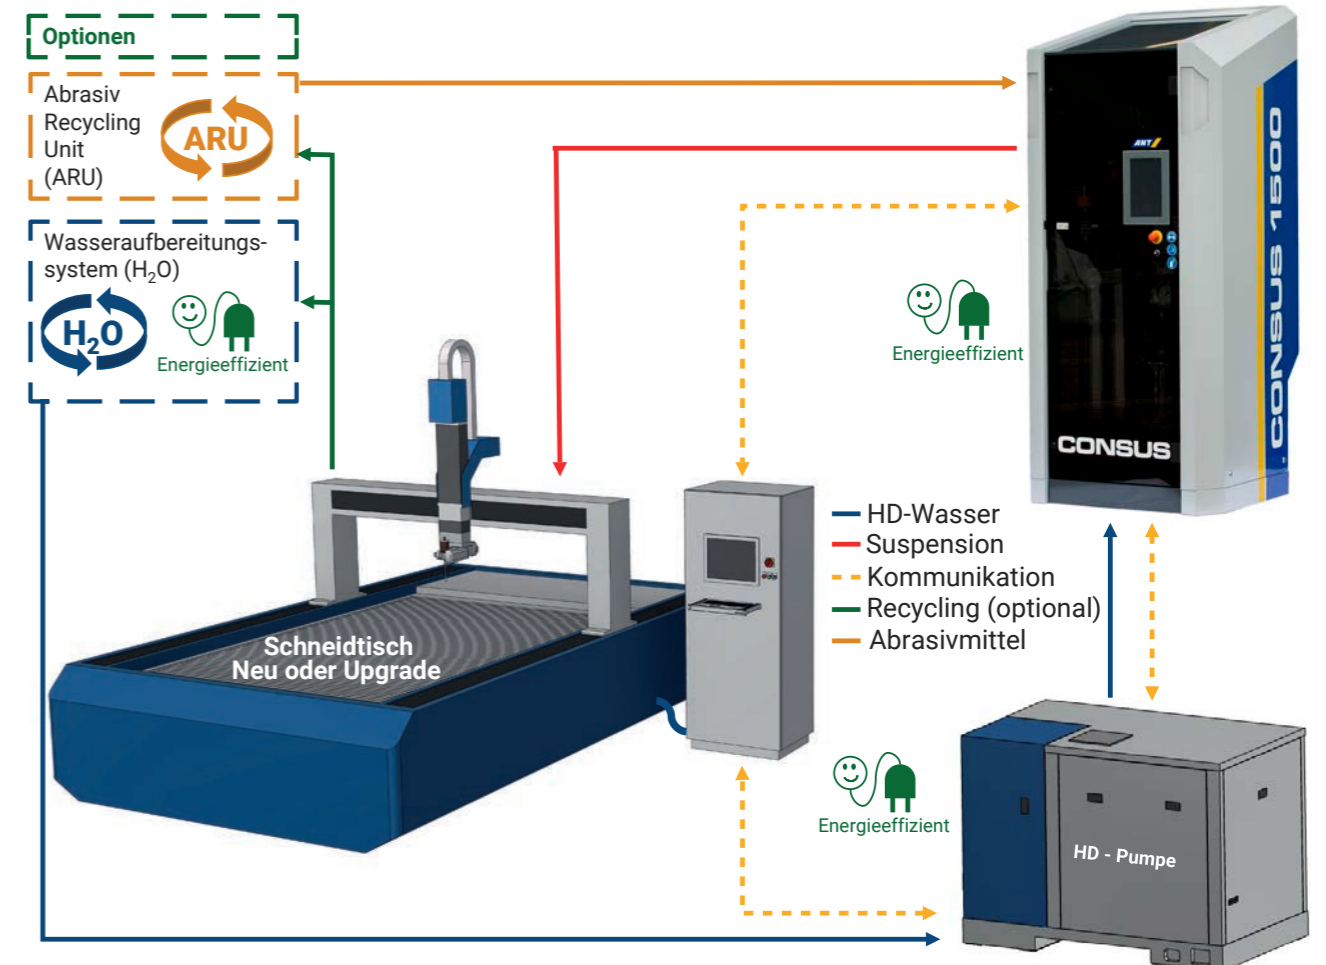 Optionen
Abrasiv
Recycling
Unit
(ARU)
ARU
Wasseraufbereitungs-
system (H₂O)
H₂O
Energieeffizient
ANT
CONSUS 1500
CONSUS
Energieeffizient
HD-Wasser
Suspension
Kommunikation
Recycling (optional)
Abrasivmittel
Schneidtisch
Neu oder Upgrade
Energieeffizient
HD - Pumpe